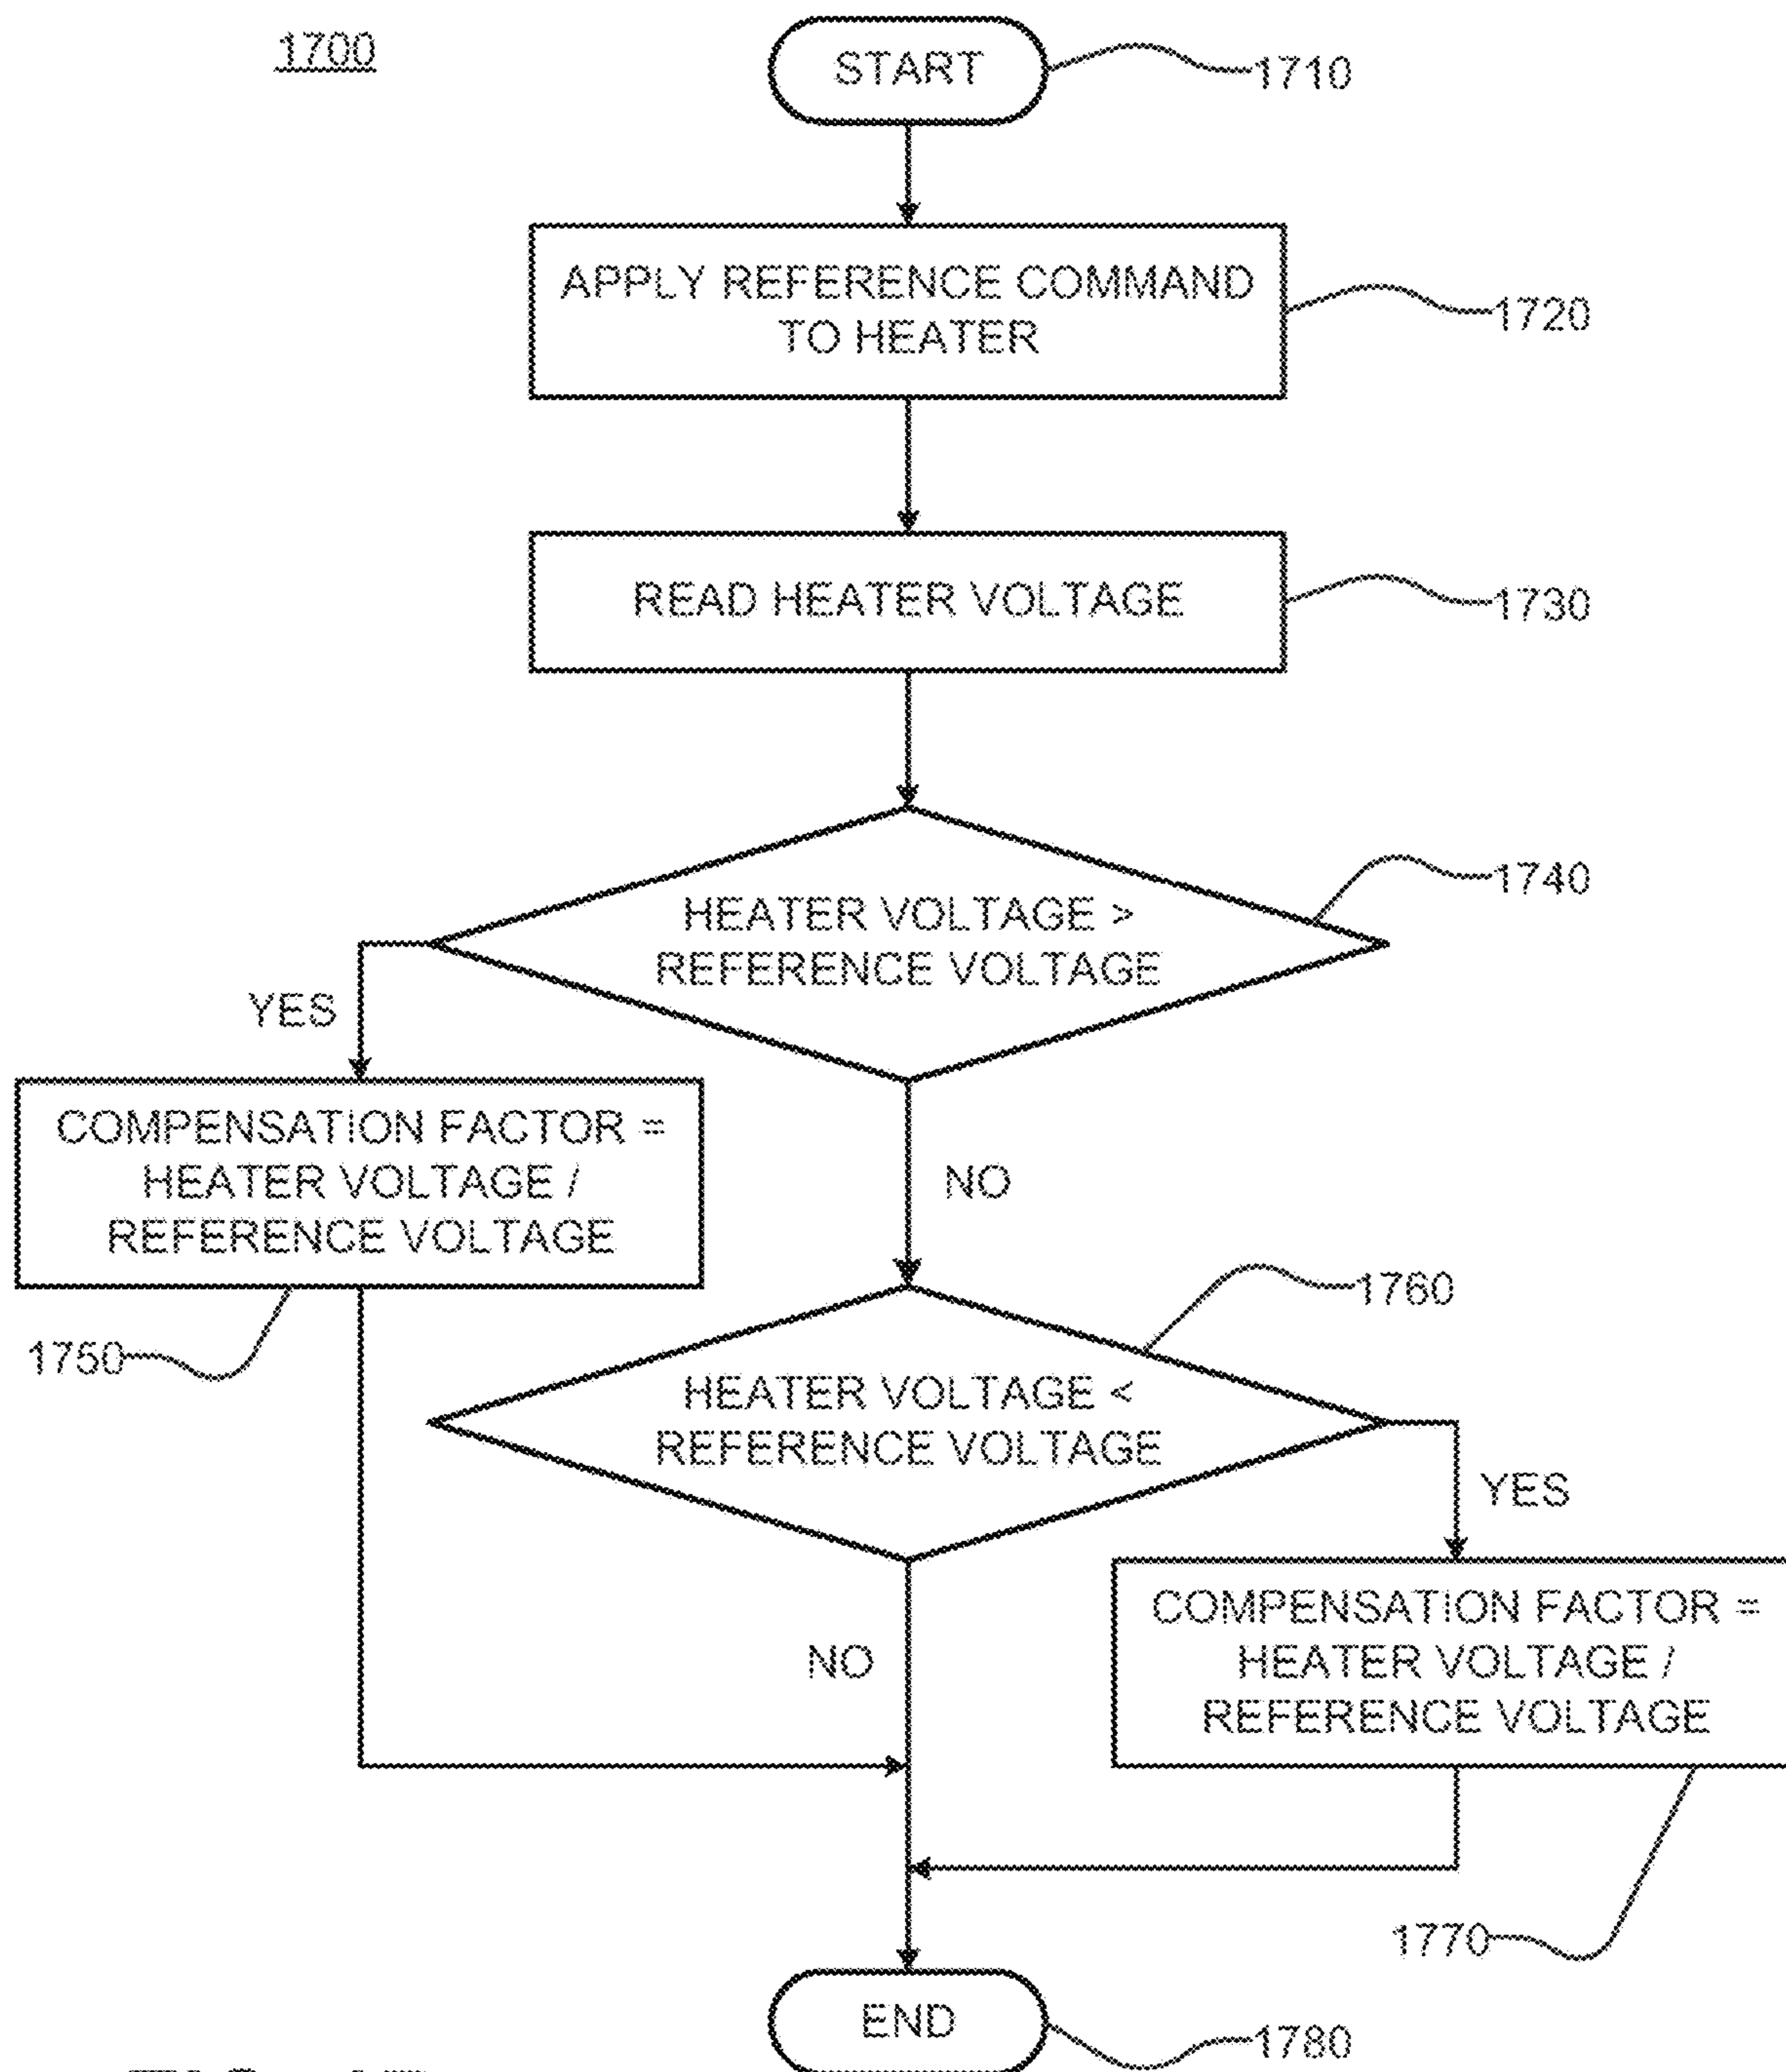 1700
START
1710
APPLY REFERENCE COMMAND
TO HEATER
1720
READ HEATER VOLTAGE
1730
HEATER VOLTAGE >
REFERENCE VOLTAGE
1740
YES
COMPENSATION FACTOR =
HEATER VOLTAGE /
REFERENCE VOLTAGE
1750
NO
HEATER VOLTAGE <
REFERENCE VOLTAGE
1760
YES
COMPENSATION FACTOR =
HEATER VOLTAGE /
REFERENCE VOLTAGE
1770
NO
END
1780